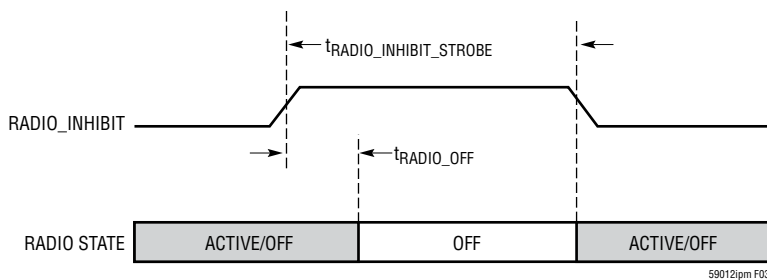 tRADIO_INHIBIT_STROBE
RADIO_INHIBIT
tRADIO_OFF
RADIO STATE ACTIVE/OFF OFF ACTIVE/OFF
59012ipm F03